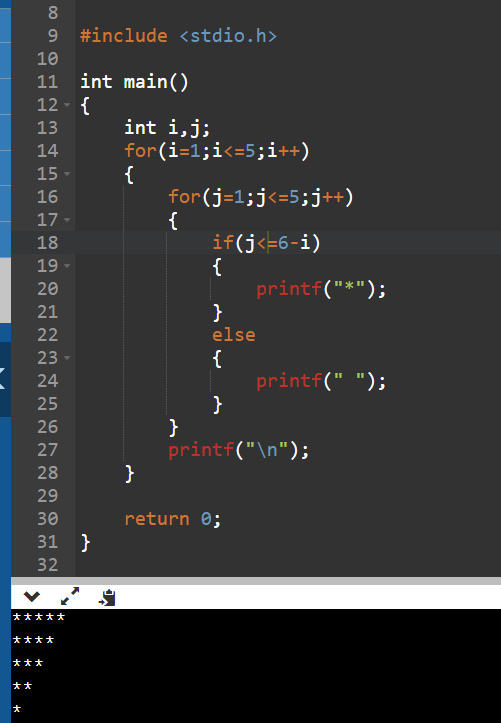 8
9 #include <stdio.h>
10
11 int main()
12 {
13     int i,j;
14     for(i=1;i<=5;i++)
15     {
16         for(j=1;j<=5;j++)
17         {
18             if(j<=6-i)
19             {
20                 printf("*");
21             }
22             else
23             {
24                 printf(" ");
25             }
26         }
27         printf("\n");
28     }
29
30     return 0;
31 }
32
*****
****
***
**
*